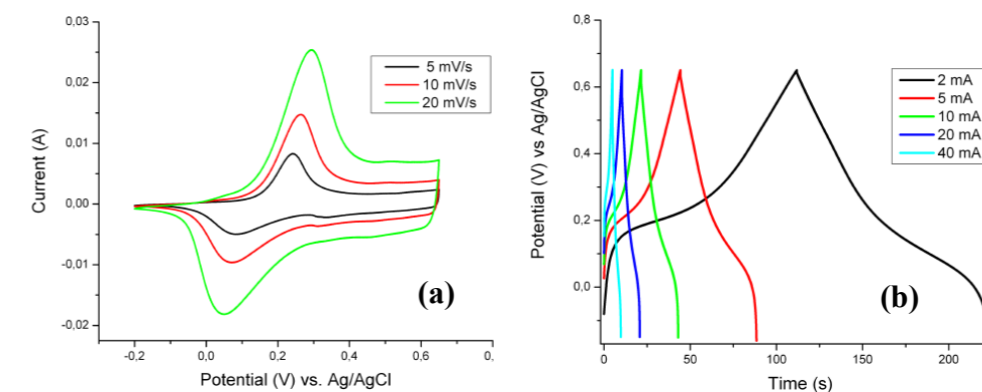 0,03
0,02
0,01
0,00
-0,01
-0,02
Current (A)
5 mV/s
10 mV/s
20 mV/s
(a)
-0,2 0,0 0,2 0,4 0,6 0,
Potential (V) vs. Ag/AgCl
0,8
0,6
0,4
0,2
0,0
Potential (V) vs Ag/AgCl
2 mA
5 mA
10 mA
20 mA
40 mA
(b)
0 50 100 150 200
Time (s)